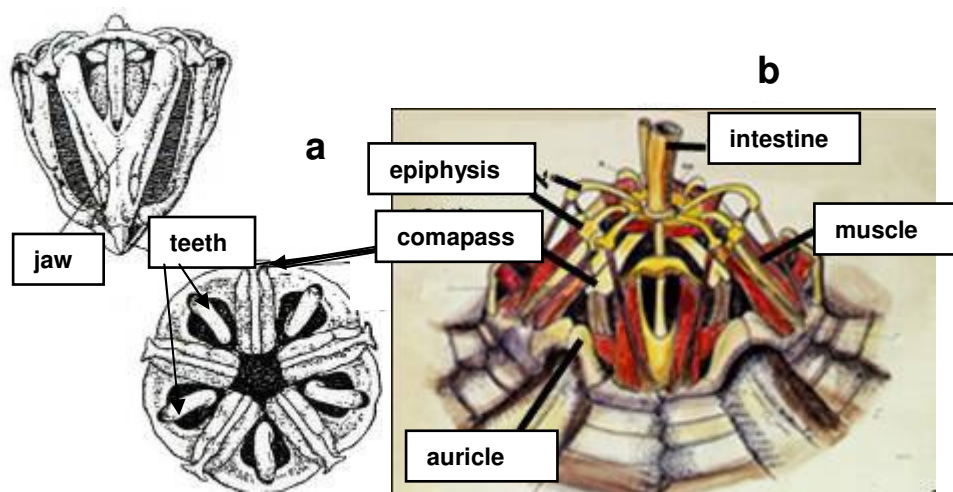 b
a
intestine
epiphysis
comapass
muscle
teeth
jaw
auricle